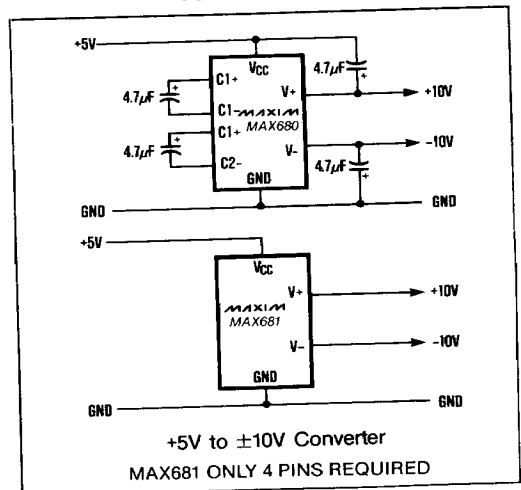 +5V
VCC
C1+
4.7µF
4.7µF
V+
+10V
C1-
MAXIM
MAX680
C1+
4.7µF
V-
-10V
C2-
4.7µF
GND
GND
GND
+5V
VCC
V+
+10V
MAXIM
MAX681
V-
-10V
GND
GND
GND
+5V to ±10V Converter
MAX681 ONLY 4 PINS REQUIRED